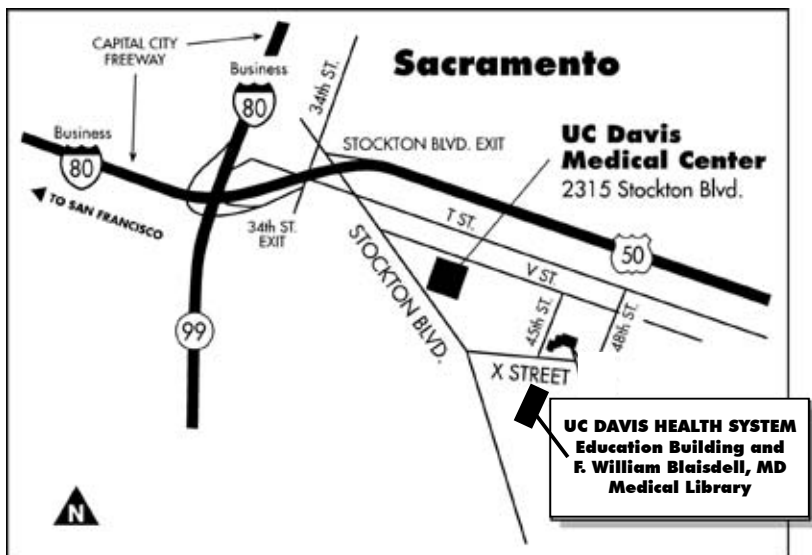 CAPITAL CITY
FREEWAY
Business
80
34th ST.
Sacramento
Business
80
TO SAN FRANCISCO
STOCKTON BLVD. EXIT
UC Davis
Medical Center
2315 Stockton Blvd.
34th ST.
EXIT
T ST.
50
STOCKTON BLVD.
V ST.
99
45th ST.
48th ST.
X STREET
UC DAVIS HEALTH SYSTEM
Education Building and
F. William Blaisdell, MD
Medical Library
N